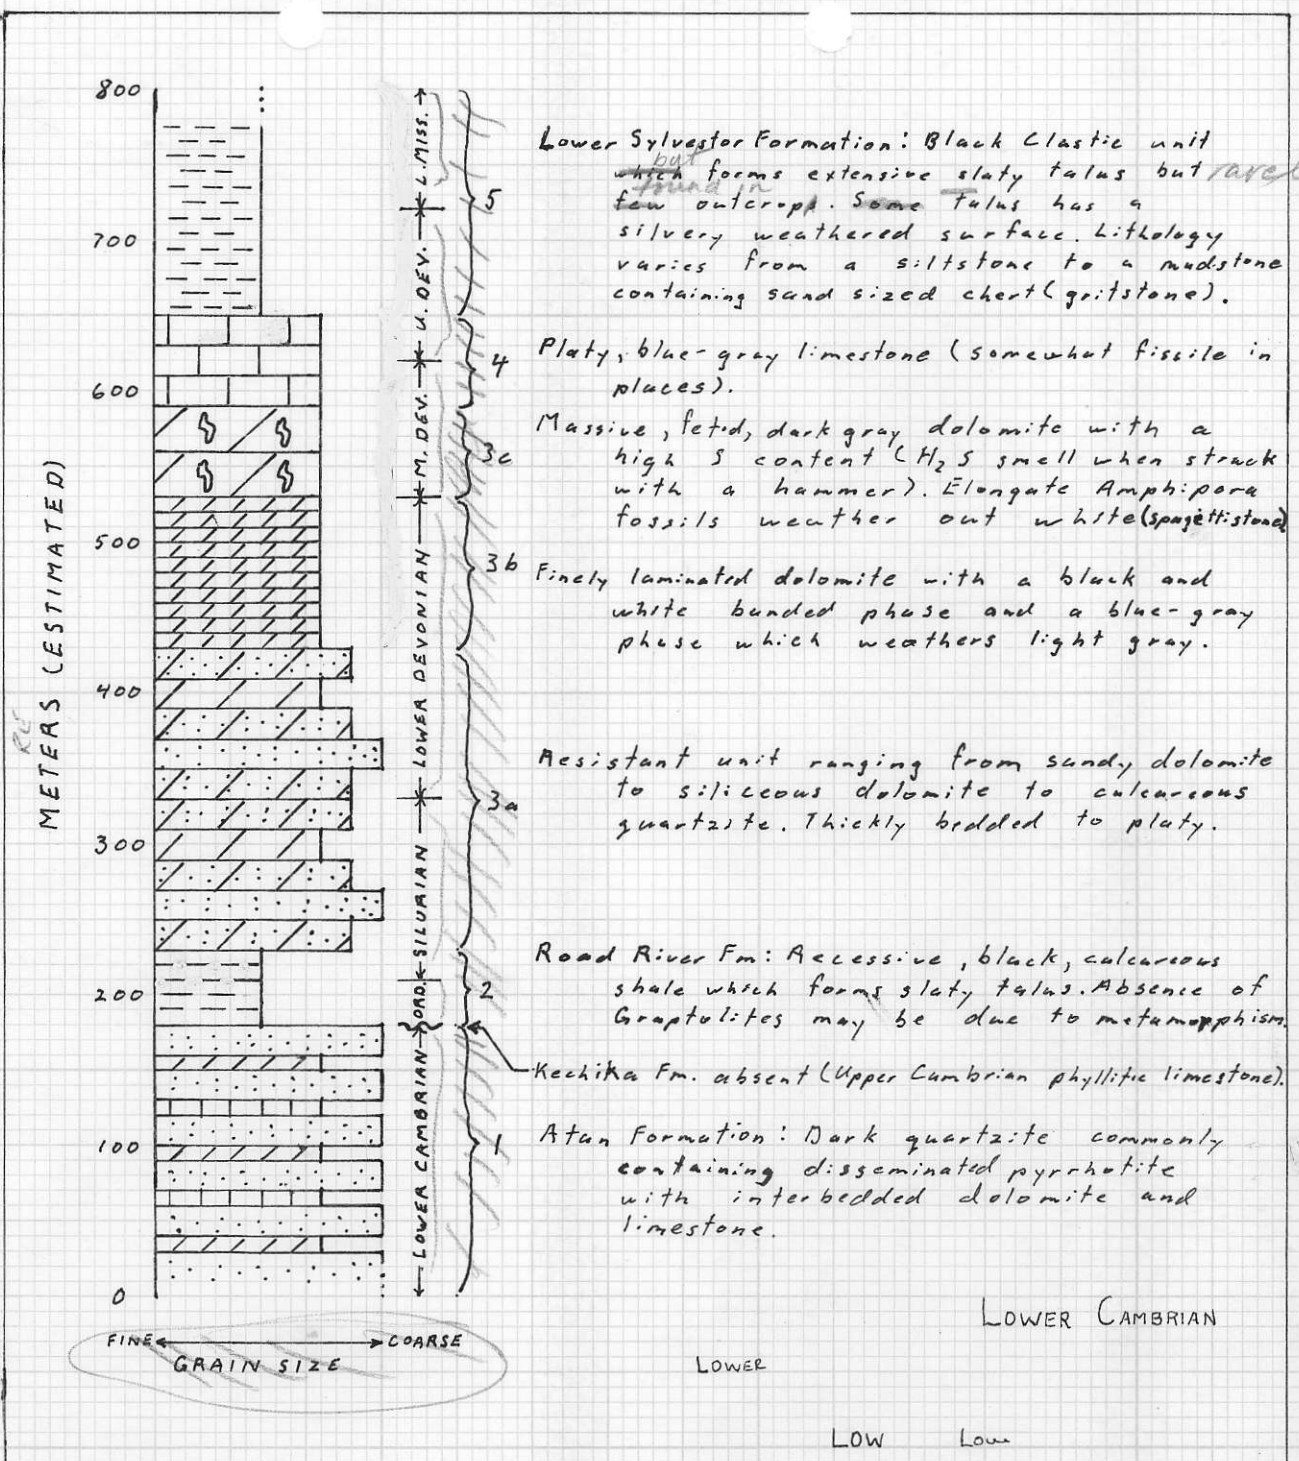 800
700
600
500
400
300
200
100
0
METERS (ESTIMATED)
FINE COARSE
GRAIN SIZE
L. MISS.
U. DEV.
M. DEV.
LOWER DEVONIAN
SILURIAN
ORD.
LOWER CAMBRIAN
5
4
3c
3b
3a
2
1
Lower Sylvestor Formation: Black Clastic unit
but
which forms extensive slaty talus but
found in
few outcrops. Some talus has a
silvery weathered surface. Lithology
varies from a siltstone to a mudstone
containing sand sized chert (gritstone).
Platy, blue-gray limestone (somewhat fissile in
places).
Massive, fetid, dark gray dolomite with a
high S content (H2S smell when struck
with a hammer). Elongate Amphipora
fossils weather out white (spagettistone)
Finely laminated dolomite with a black and
white banded phase and a blue-gray
phase which weathers light gray.
Resistant unit ranging from sandy dolomite
to siliceous dolomite to calcareous
quartzite. Thickly bedded to platy.
Road River Fm: Recessive, black, calcareous
shale which forms slaty talus. Absence of
Graptolites may be due to metamorphism.
Kechika Fm. absent (Upper Cambrian phyllitic limestone).
Atan Formation: Dark quartzite commonly
containing disseminated pyrrhotite
with interbedded dolomite and
limestone.
LOWER CAMBRIAN
LOWER
LOW Low